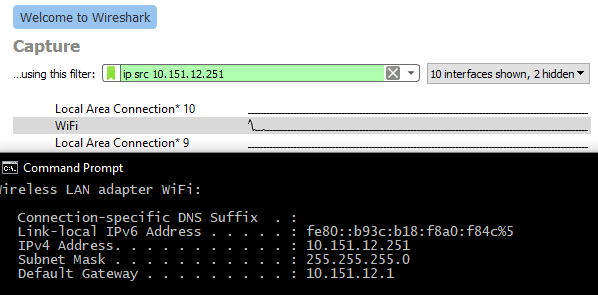 Welcome to Wireshark
Capture
...using this filter: ip src 10.151.12.251 10 interfaces shown, 2 hidden
Local Area Connection* 10
WiFi
Local Area Connection* 9
C:\. Command Prompt
Wireless LAN adapter WiFi:
Connection-specific DNS Suffix . :
Link-local IPv6 Address . . . . . : fe80::b93c:b18:f8a0:f84c%5
IPv4 Address. . . . . . . . . . . : 10.151.12.251
Subnet Mask . . . . . . . . . . . : 255.255.255.0
Default Gateway . . . . . . . . . : 10.151.12.1